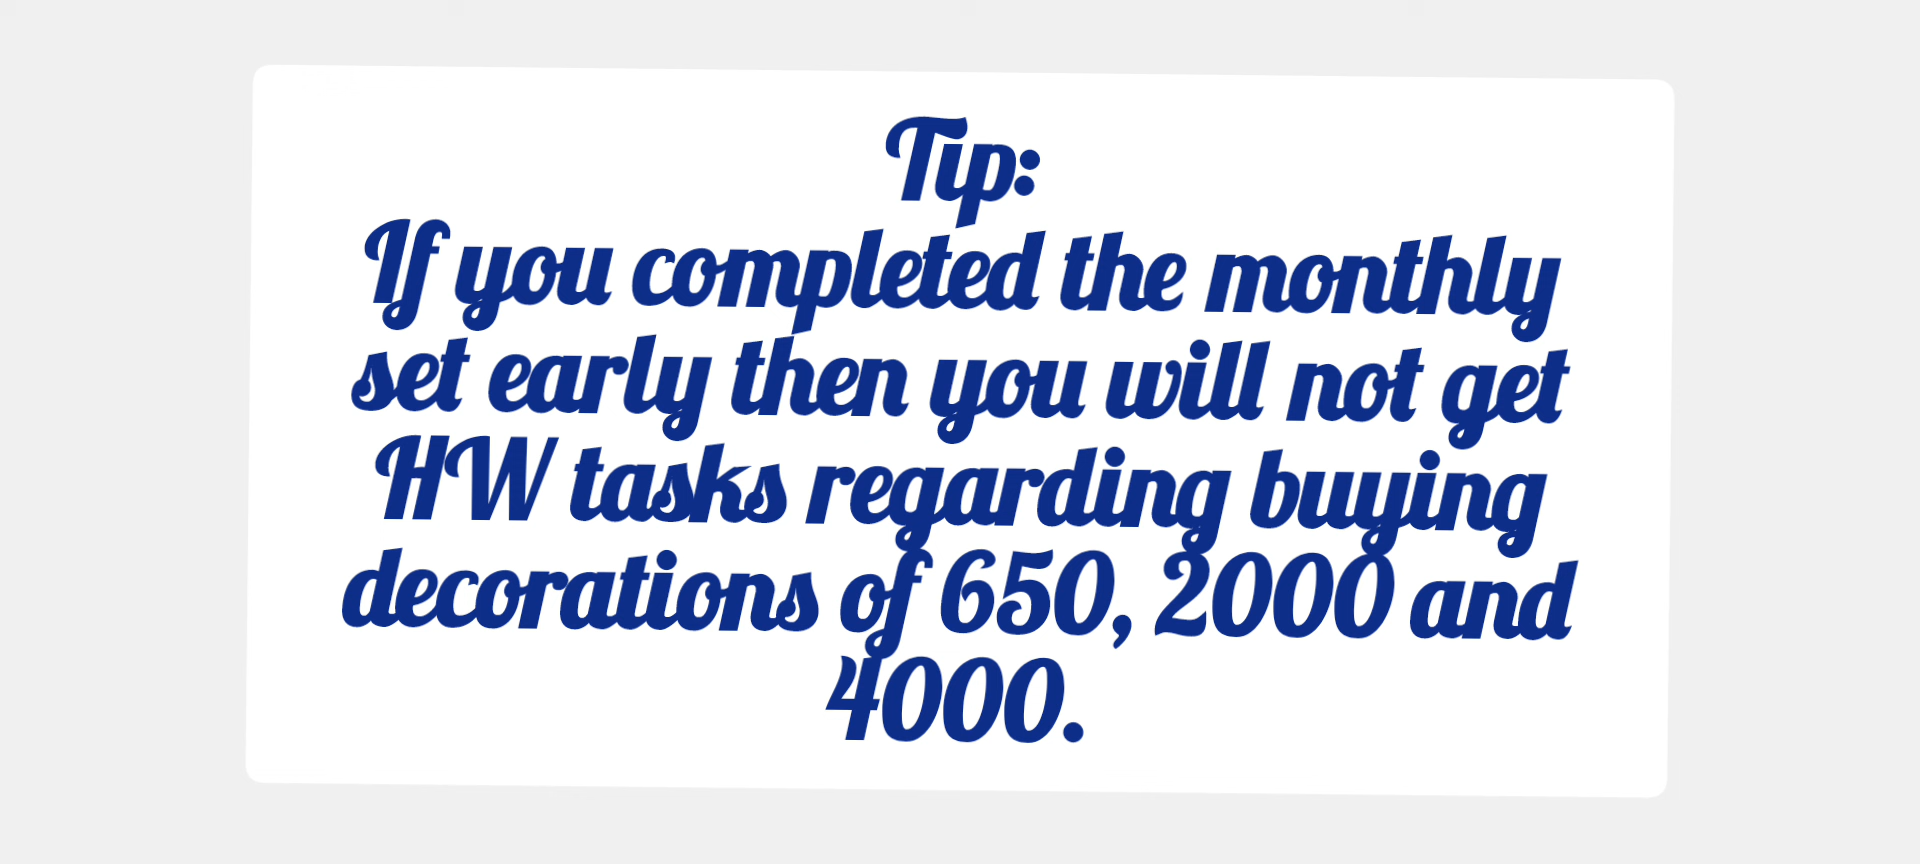 Tip:
If you completed the monthly
set early then you will not get
HW tasks regarding buying
decorations of 650, 2000 and
4000.